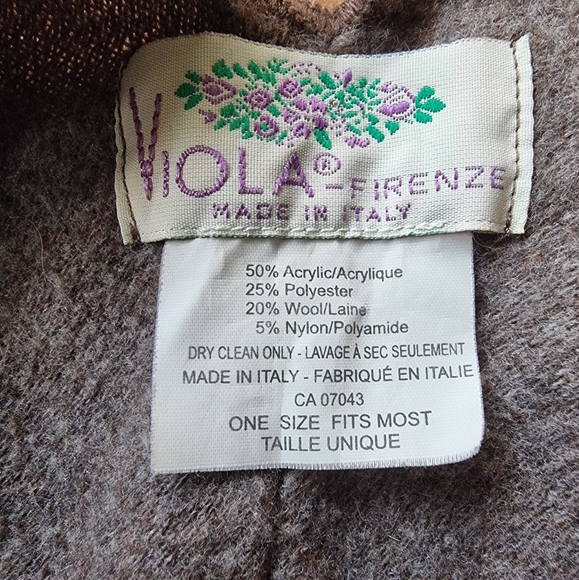 VIOLA® - FIRENZE
MADE IN ITALY
50% Acrylic/Acrylique
25% Polyester
20% Wool/Laine
5% Nylon/Polyamide
DRY CLEAN ONLY - LAVAGE À SEC SEULEMENT
MADE IN ITALY - FABRIQUÉ EN ITALIE
CA 07043
ONE SIZE FITS MOST
TAILLE UNIQUE